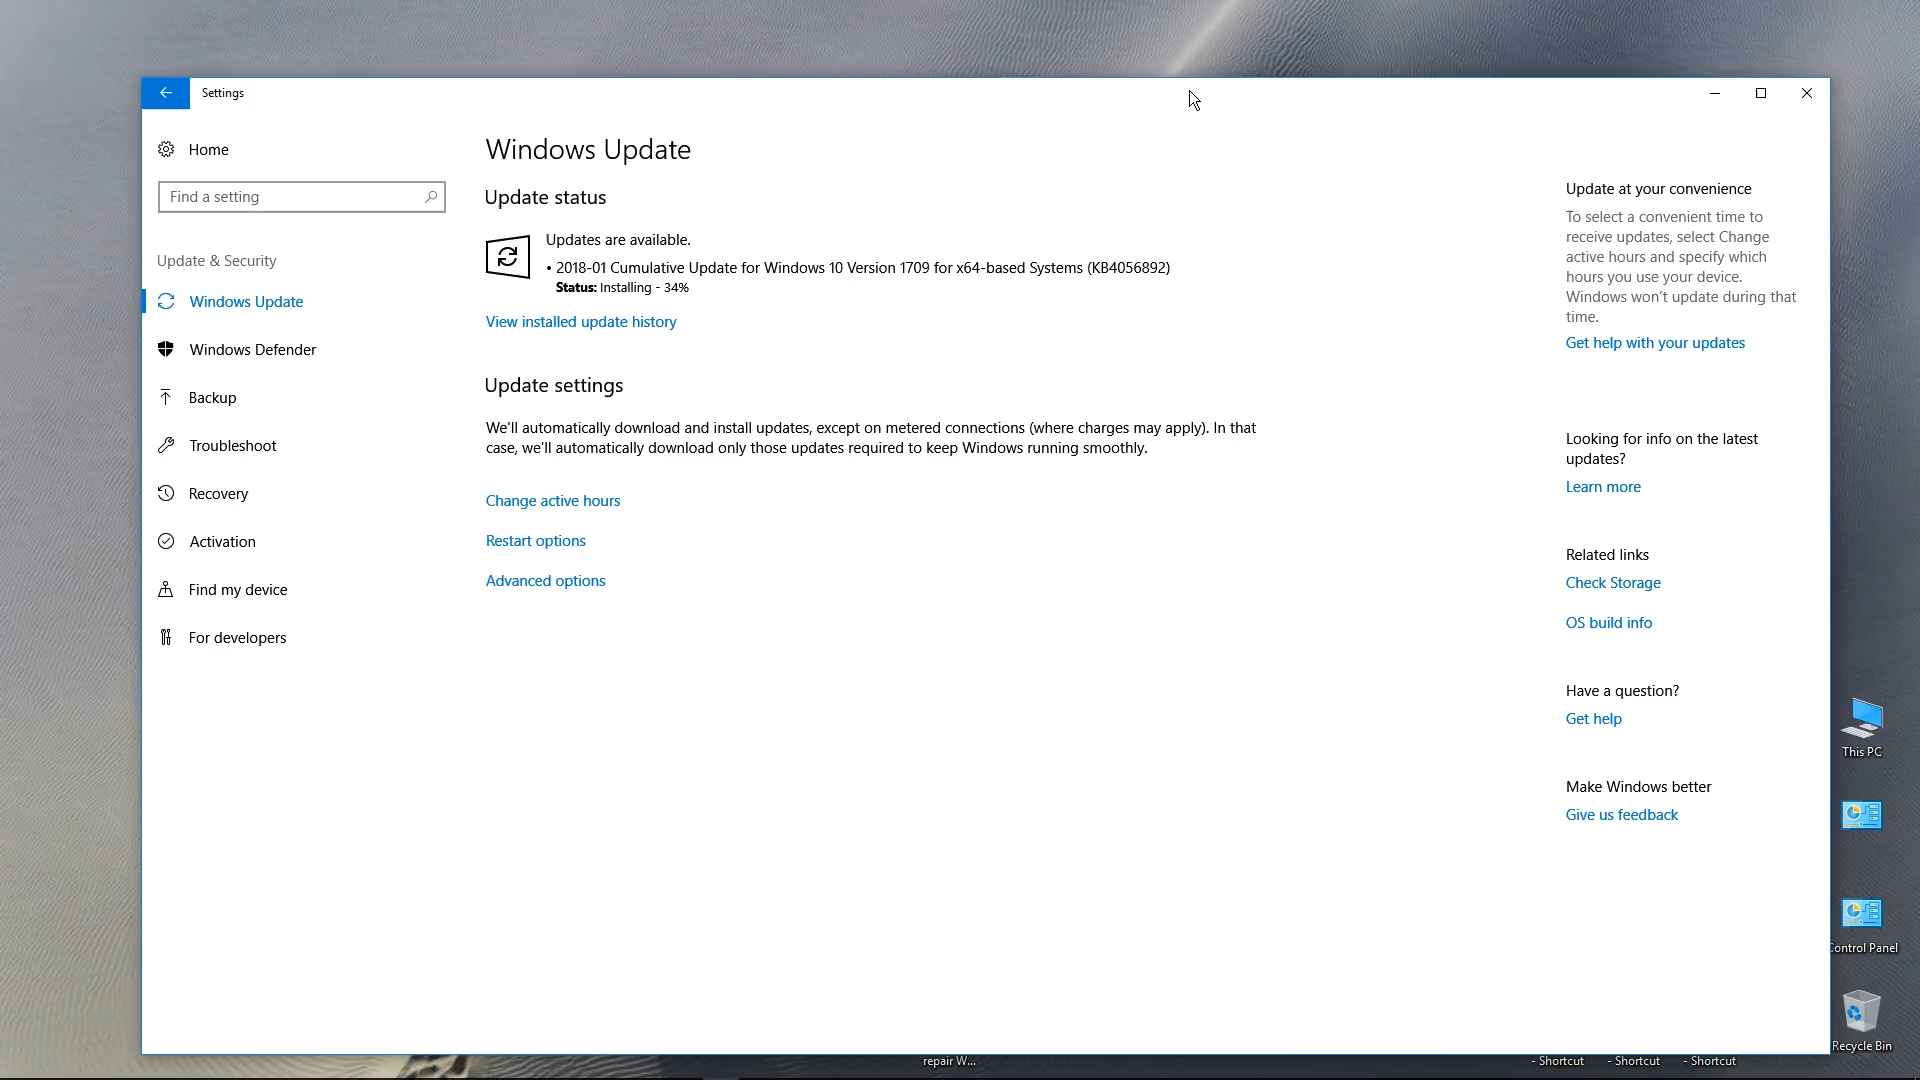 Settings
Home
Find a setting
Update & Security
Windows Update
Windows Defender
Backup
Troubleshoot
Recovery
Activation
Find my device
For developers
Windows Update
Update status
Updates are available.
• 2018-01 Cumulative Update for Windows 10 Version 1709 for x64-based Systems (KB4056892)
Status: Installing - 34%
View installed update history
Update settings
We'll automatically download and install updates, except on metered connections (where charges may apply). In that
case, we'll automatically download only those updates required to keep Windows running smoothly.
Change active hours
Restart options
Advanced options
Update at your convenience
To select a convenient time to
receive updates, select Change
active hours and specify which
hours you use your device.
Windows won't update during that
time.
Get help with your updates
Looking for info on the latest
updates?
Learn more
Related links
Check Storage
OS build info
Have a question?
Get help
Make Windows better
Give us feedback
This PC
Control Panel
Recycle Bin
repair W...
- Shortcut
- Shortcut
- Shortcut